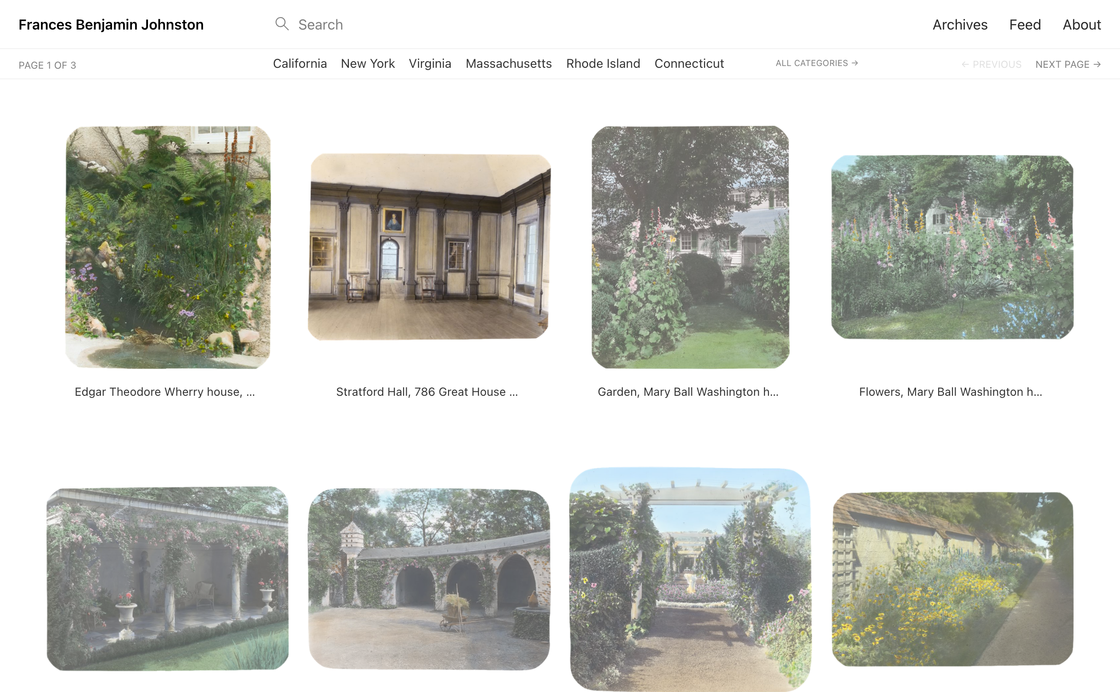 Frances Benjamin Johnston
Search
Archives Feed About
PAGE 1 OF 3
California New York Virginia Massachusetts Rhode Island Connecticut
ALL CATEGORIES →
← PREVIOUS NEXT PAGE →
Edgar Theodore Wherry house, ...
Stratford Hall, 786 Great House ...
Garden, Mary Ball Washington h...
Flowers, Mary Ball Washington h...